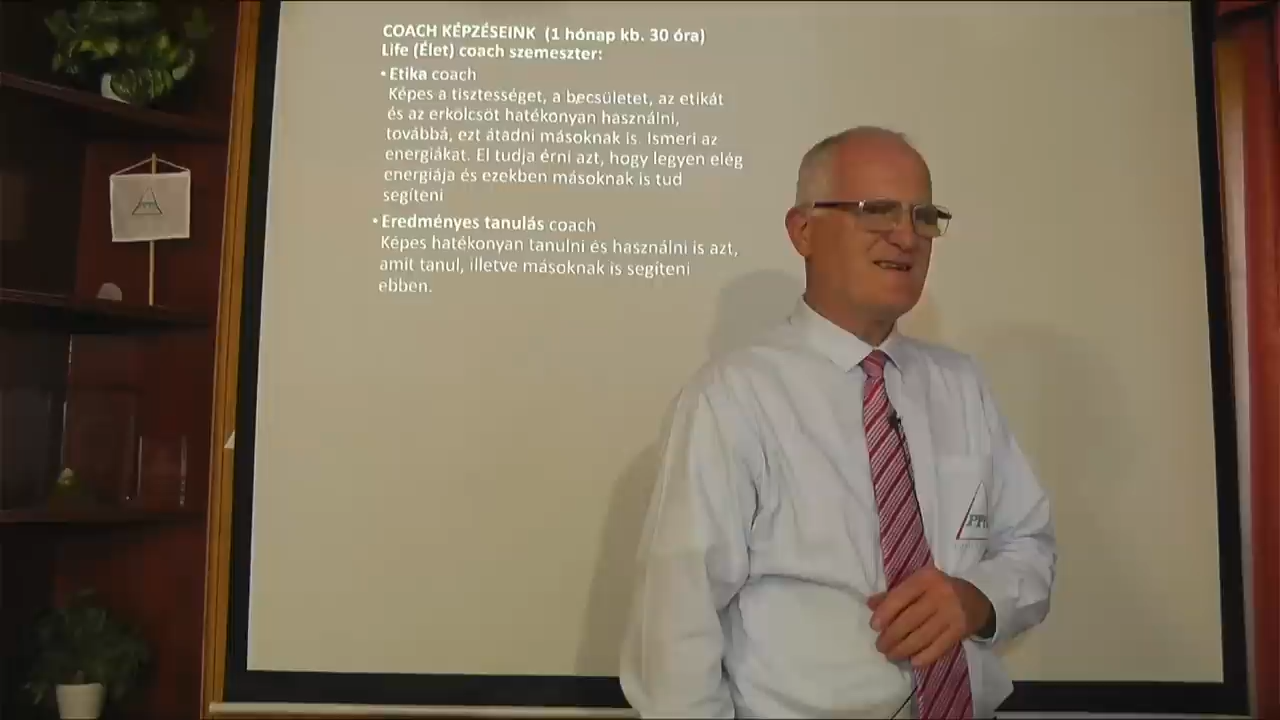 COACH KÉPZÉSEINK (1 hónap kb. 30 óra)
Life (Élet) coach szemeszter:
• Etika coach
Képes a tisztességet, a becsületet, az etikát
és az erkölcsöt hatékonyan használni,
továbbá, ezt átadni másoknak is. Ismeri az
energiákat. El tudja érni azt, hogy legyen elég
energiája és ezekben másoknak is tud
segíteni
• Eredményes tanulás coach
Képes hatékonyan tanulni és használni is azt,
amit tanul, illetve másoknak is segíteni
ebben.